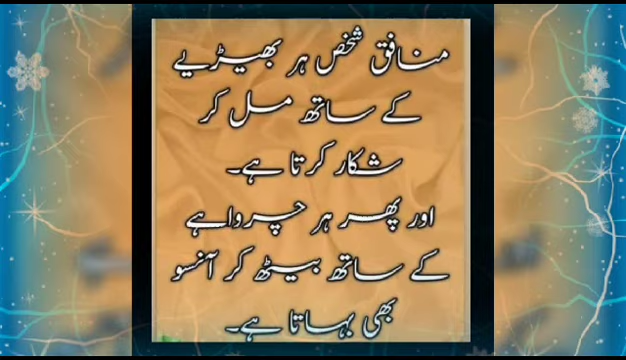 منافق شخص ہر بھیڑیے
کے ساتھ مل کر
شکار کرتا ہے۔
اور پھر ہر چرواہے
کے ساتھ بیٹھ کر آنسو
بھی بہاتا ہے۔